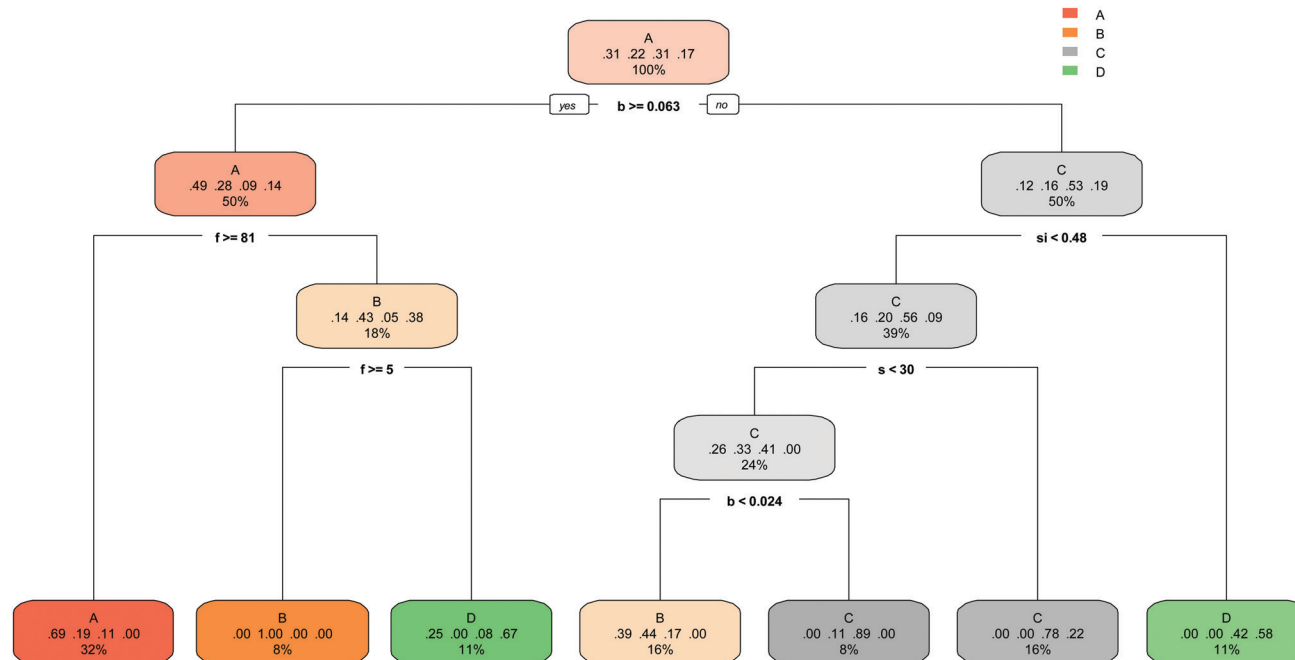 A
B
C
D
A
.31 .22 .31 .17
100%
yes b >= 0.063 no
A
.49 .28 .09 .14
50%
C
.12 .16 .53 .19
50%
f >= 81
si < 0.48
B
.14 .43 .05 .38
18%
C
.16 .20 .56 .09
39%
f >= 5
s < 30
C
.26 .33 .41 .00
24%
b < 0.024
A
.69 .19 .11 .00
32%
B
.00 1.00 .00 .00
8%
D
.25 .00 .08 .67
11%
B
.39 .44 .17 .00
16%
C
.00 .11 .89 .00
8%
C
.00 .00 .78 .22
16%
D
.00 .00 .42 .58
11%